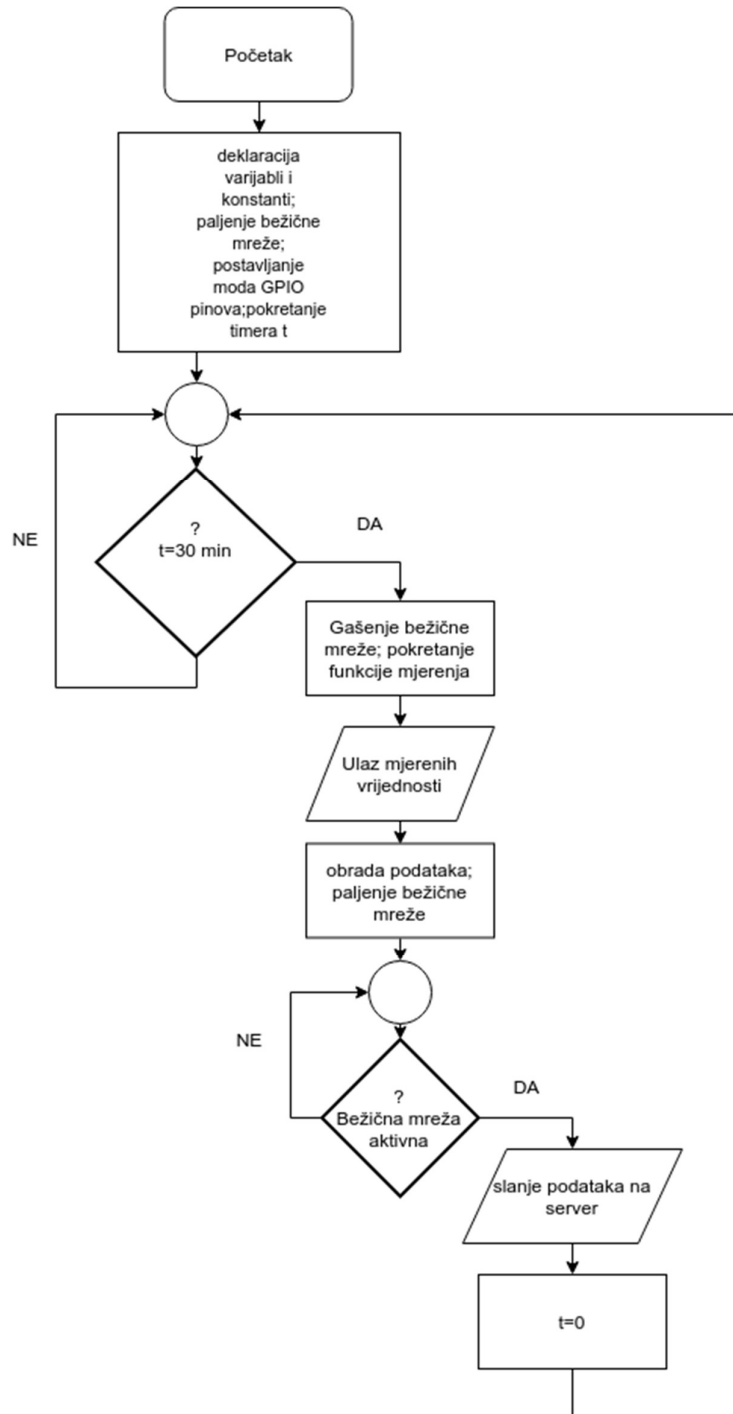 Početak
deklaracija
varijabli i
konstanti;
paljenje bežične
mreže;
postavljanje
moda GPIO
pinova;pokretanje
timera t
NE
?
t=30 min
DA
Gašenje bežične
mreže; pokretanje
funkcije mjerenja
Ulaz mjerenih
vrijednosti
obrada podataka;
paljenje bežične
mreže
NE
?
Bežična mreža
aktivna
DA
slanje podataka na
server
t=0